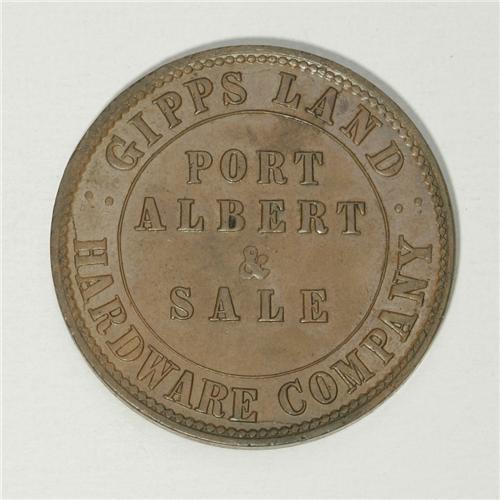 GIPPS LAND
HARDWARE COMPANY
PORT
ALBERT
&
SALE